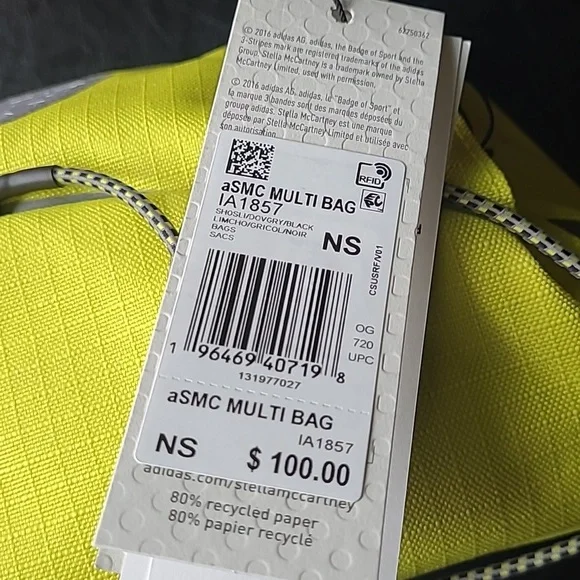 63250362
© 2016 adidas AG. adidas, the Badge of Sport and the
3-Stripes mark are registered trademarks of the adidas
Group. Stella McCartney is a trademark owned by Stella
McCartney Limited, used with permission.
© 2016 adidas AG. adidas, le "Badge of Sport" et
la marque 3 bandes sont des marques déposées du
groupe adidas. Stella McCartney est une marque
déposée par Stella McCartney Limited et utilisée avec
son autorisation.
RFID
aSMC MULTI BAG
IA1857
SHOSLI/DOVGRY/BLACK
LIMCHO/GRICOL/NOIR
BAGS
SACS
NS
CSUSRF/V01
OG
720
UPC
1 96469 40719 8
131977027
aSMC MULTI BAG
IA1857
NS $ 100.00
adidas.com/stellamccartney
80% recycled paper
80% papier recyclé